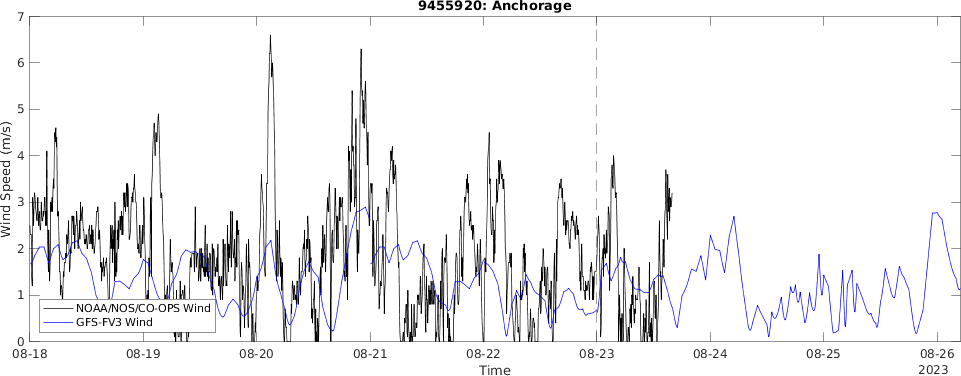 9455920: Anchorage
7
6
5
4
3
2
1
0
Wind Speed (m/s)
NOAA/NOS/CO-OPS Wind
GFS-FV3 Wind
08-18 08-19 08-20 08-21 08-22 08-23 08-24 08-25 08-26
Time
2023